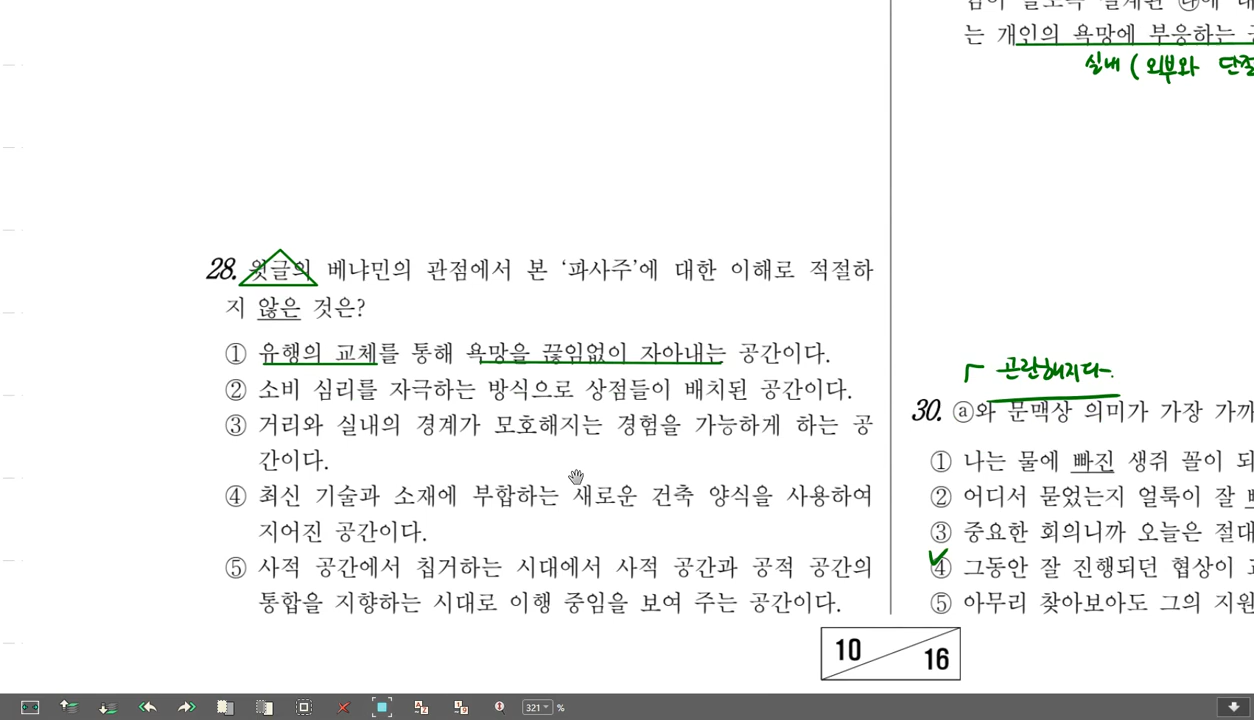 는 개인의 욕망에 부응하는
실내 (외부와 단절
28. 윗글의 베냐민의 관점에서 본 ‘파사주’에 대한 이해로 적절하
지 않은 것은?
① 유행의 교체를 통해 욕망을 끊임없이 자아내는 공간이다.
② 소비 심리를 자극하는 방식으로 상점들이 배치된 공간이다.
③ 거리와 실내의 경계가 모호해지는 경험을 가능하게 하는 공
간이다.
④ 최신 기술과 소재에 부합하는 새로운 건축 양식을 사용하여
지어진 공간이다.
⑤ 사적 공간에서 칩거하는 시대에서 사적 공간과 공적 공간의
통합을 지향하는 시대로 이행 중임을 보여 주는 공간이다.
곤란해지다
30. ⓐ와 문맥상 의미가 가장 가까
① 나는 물에 빠진 생쥐 꼴이 되
② 어디서 묻었는지 얼룩이 잘
③ 중요한 회의니까 오늘은 절대
④ 그동안 잘 진행되던 협상이
⑤ 아무리 찾아보아도 그의 지원
10
16
321 %